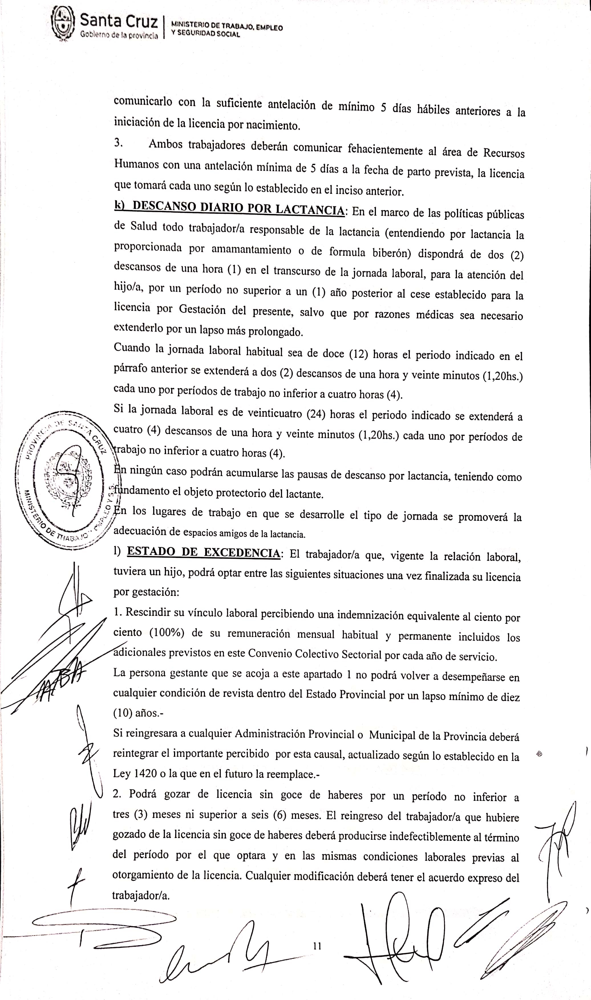 Santa Cruz
Gobierno de la provincia
MINISTERIO DE TRABAJO, EMPLEO
Y SEGURIDAD SOCIAL
comunicarlo con la suficiente antelación de mínimo 5 días hábiles anteriores a la
iniciación de la licencia por nacimiento.
3. Ambos trabajadores deberán comunicar fehacientemente al área de Recursos
Humanos con una antelación mínima de 5 días a la fecha de parto prevista, la licencia
que tomará cada uno según lo establecido en el inciso anterior.
k) DESCANSO DIARIO POR LACTANCIA: En el marco de las políticas públicas
de Salud todo trabajador/a responsable de la lactancia (entendiendo por lactancia la
proporcionada por amamantamiento o de formula biberón) dispondrá de dos (2)
descansos de una hora (1) en el transcurso de la jornada laboral, para la atención del
hijo/a, por un período no superior a un (1) año posterior al cese establecido para la
licencia por Gestación del presente, salvo que por razones médicas sea necesario
extenderlo por un lapso más prolongado.
Cuando la jornada laboral habitual sea de doce (12) horas el periodo indicado en el
párrafo anterior se extenderá a dos (2) descansos de una hora y veinte minutos (1,20hs.)
cada uno por períodos de trabajo no inferior a cuatro horas (4).
Si la jornada laboral es de veinticuatro (24) horas el periodo indicado se extenderá a
cuatro (4) descansos de una hora y veinte minutos (1,20hs.) cada uno por períodos de
trabajo no inferior a cuatro horas (4).
En ningún caso podrán acumularse las pausas de descanso por lactancia, teniendo como
fundamento el objeto protectorio del lactante.
En los lugares de trabajo en que se desarrolle el tipo de jornada se promoverá la
adecuación de espacios amigos de la lactancia.
l) ESTADO DE EXCEDENCIA: El trabajador/a que, vigente la relación laboral,
tuviera un hijo, podrá optar entre las siguientes situaciones una vez finalizada su licencia
por gestación:
1. Rescindir su vínculo laboral percibiendo una indemnización equivalente al ciento por
ciento (100%) de su remuneración mensual habitual y permanente incluidos los
adicionales previstos en este Convenio Colectivo Sectorial por cada año de servicio.
La persona gestante que se acoja a este apartado 1 no podrá volver a desempeñarse en
cualquier condición de revista dentro del Estado Provincial por un lapso mínimo de diez
(10) años.-
Si reingresara a cualquier Administración Provincial o Municipal de la Provincia deberá
reintegrar el importante percibido por esta causal, actualizado según lo establecido en la
Ley 1420 o la que en el futuro la reemplace.-
2. Podrá gozar de licencia sin goce de haberes por un período no inferior a
tres (3) meses ni superior a seis (6) meses. El reingreso del trabajador/a que hubiere
gozado de la licencia sin goce de haberes deberá producirse indefectiblemente al término
del período por el que optara y en las mismas condiciones laborales previas al
otorgamiento de la licencia. Cualquier modificación deberá tener el acuerdo expreso del
trabajador/a.
PROVINCIA DE SANTA CRUZ
MINISTERIO DE TRABAJO EMPLEO Y S.S.
11